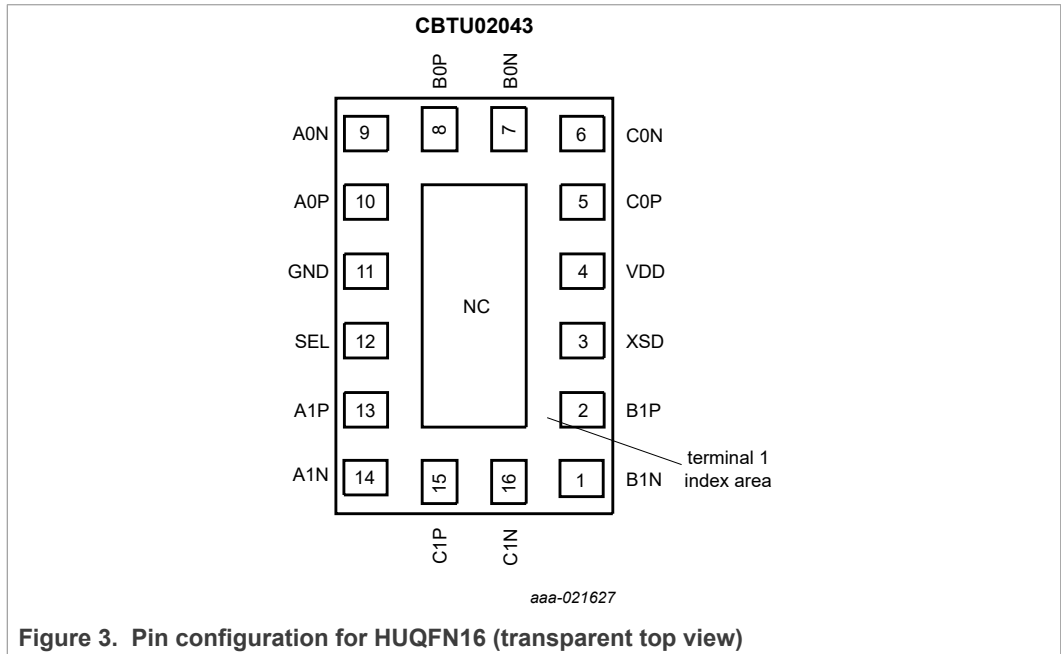 CBTU02043
B0P B0N
A0N 9 8 7 6 C0N
A0P 10 5 C0P
GND 11 4 VDD
NC
SEL 12 3 XSD
A1P 13 2 B1P
terminal 1
index area
A1N 14 15 16 1 B1N
C1P C1N
aaa-021627
Figure 3. Pin configuration for HUQFN16 (transparent top view)